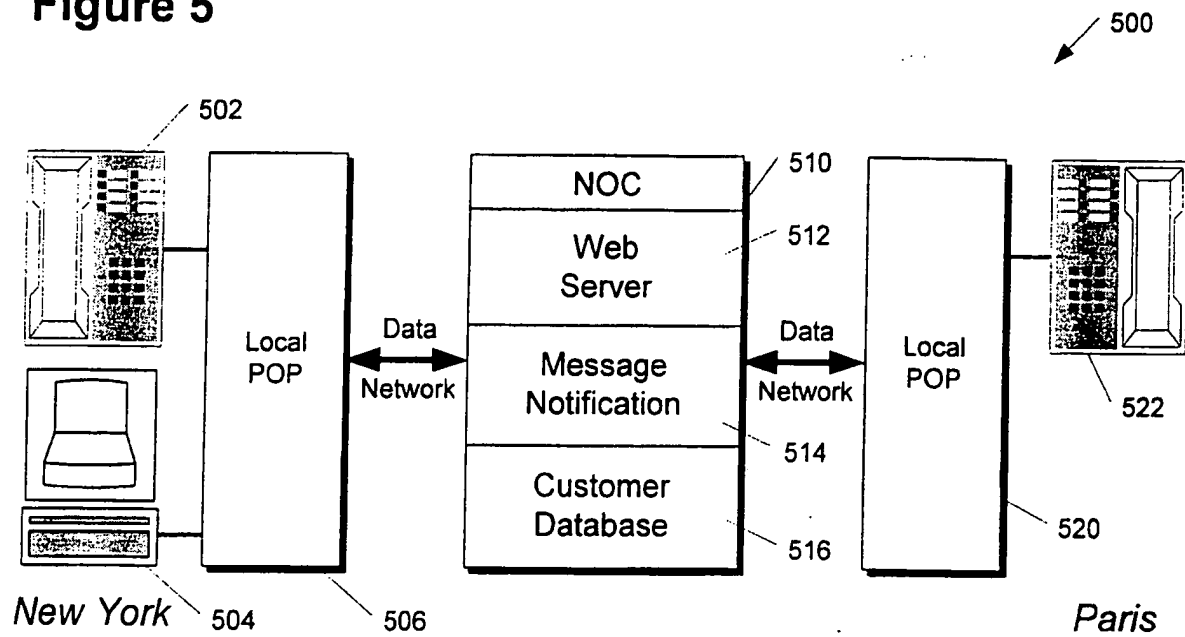 Figure 5
500
502
NOC
510
Web
Server
512
Local
POP
Data
Network
Message
Notification
514
Data
Network
Local
POP
522
Customer
Database
516
520
New York
504
506
Paris